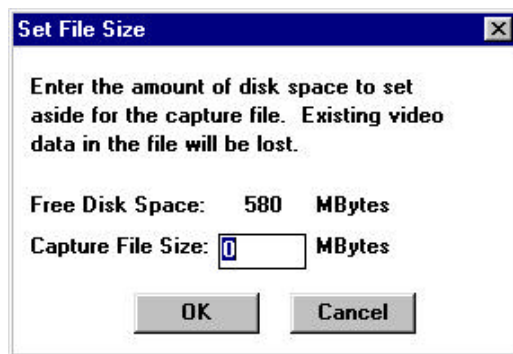 Set File Size
Enter the amount of disk space to set
aside for the capture file.  Existing video
data in the file will be lost.
Free Disk Space: 580 MBytes
Capture File Size: 0 MBytes
OK Cancel